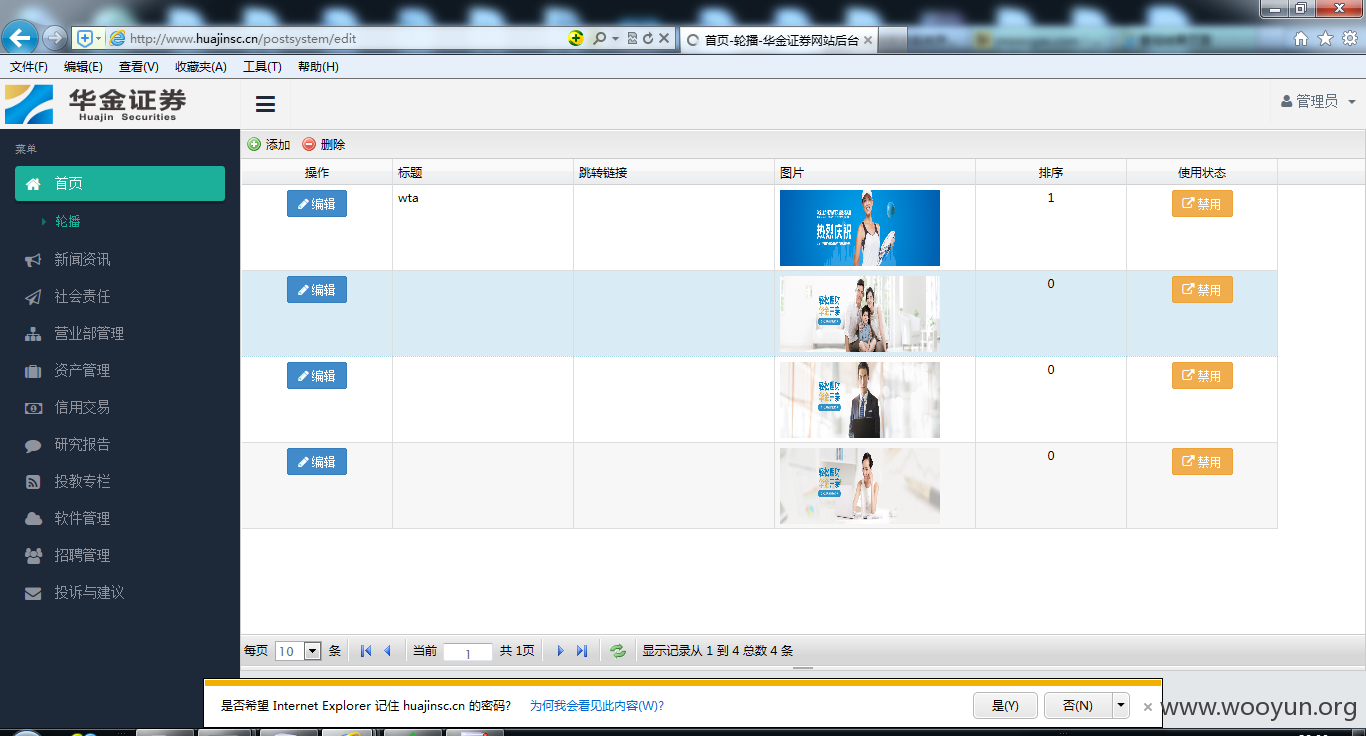 http://www.huajinsc.cn/postsystem/edit
首页-轮播-华金证券网站后台
文件(F) 编辑(E) 查看(V) 收藏夹(A) 工具(T) 帮助(H)
华金证券
Huajin Securities
管理员
菜单
首页
轮播
新闻资讯
社会责任
营业部管理
资产管理
信用交易
研究报告
投教专栏
软件管理
招聘管理
投诉与建议
添加 删除
操作 标题 跳转链接 图片 排序 使用状态
编辑 wta 1 禁用
热烈庆祝
编辑 0 禁用
编辑 0 禁用
编辑 0 禁用
每页 10 条 当前 1 共 1页 显示记录从 1 到 4 总数 4 条
是否希望 Internet Explorer 记住 huajinsc.cn 的密码? 为何我会看见此内容(W)? 是(Y) 否(N)
www.wooyun.org